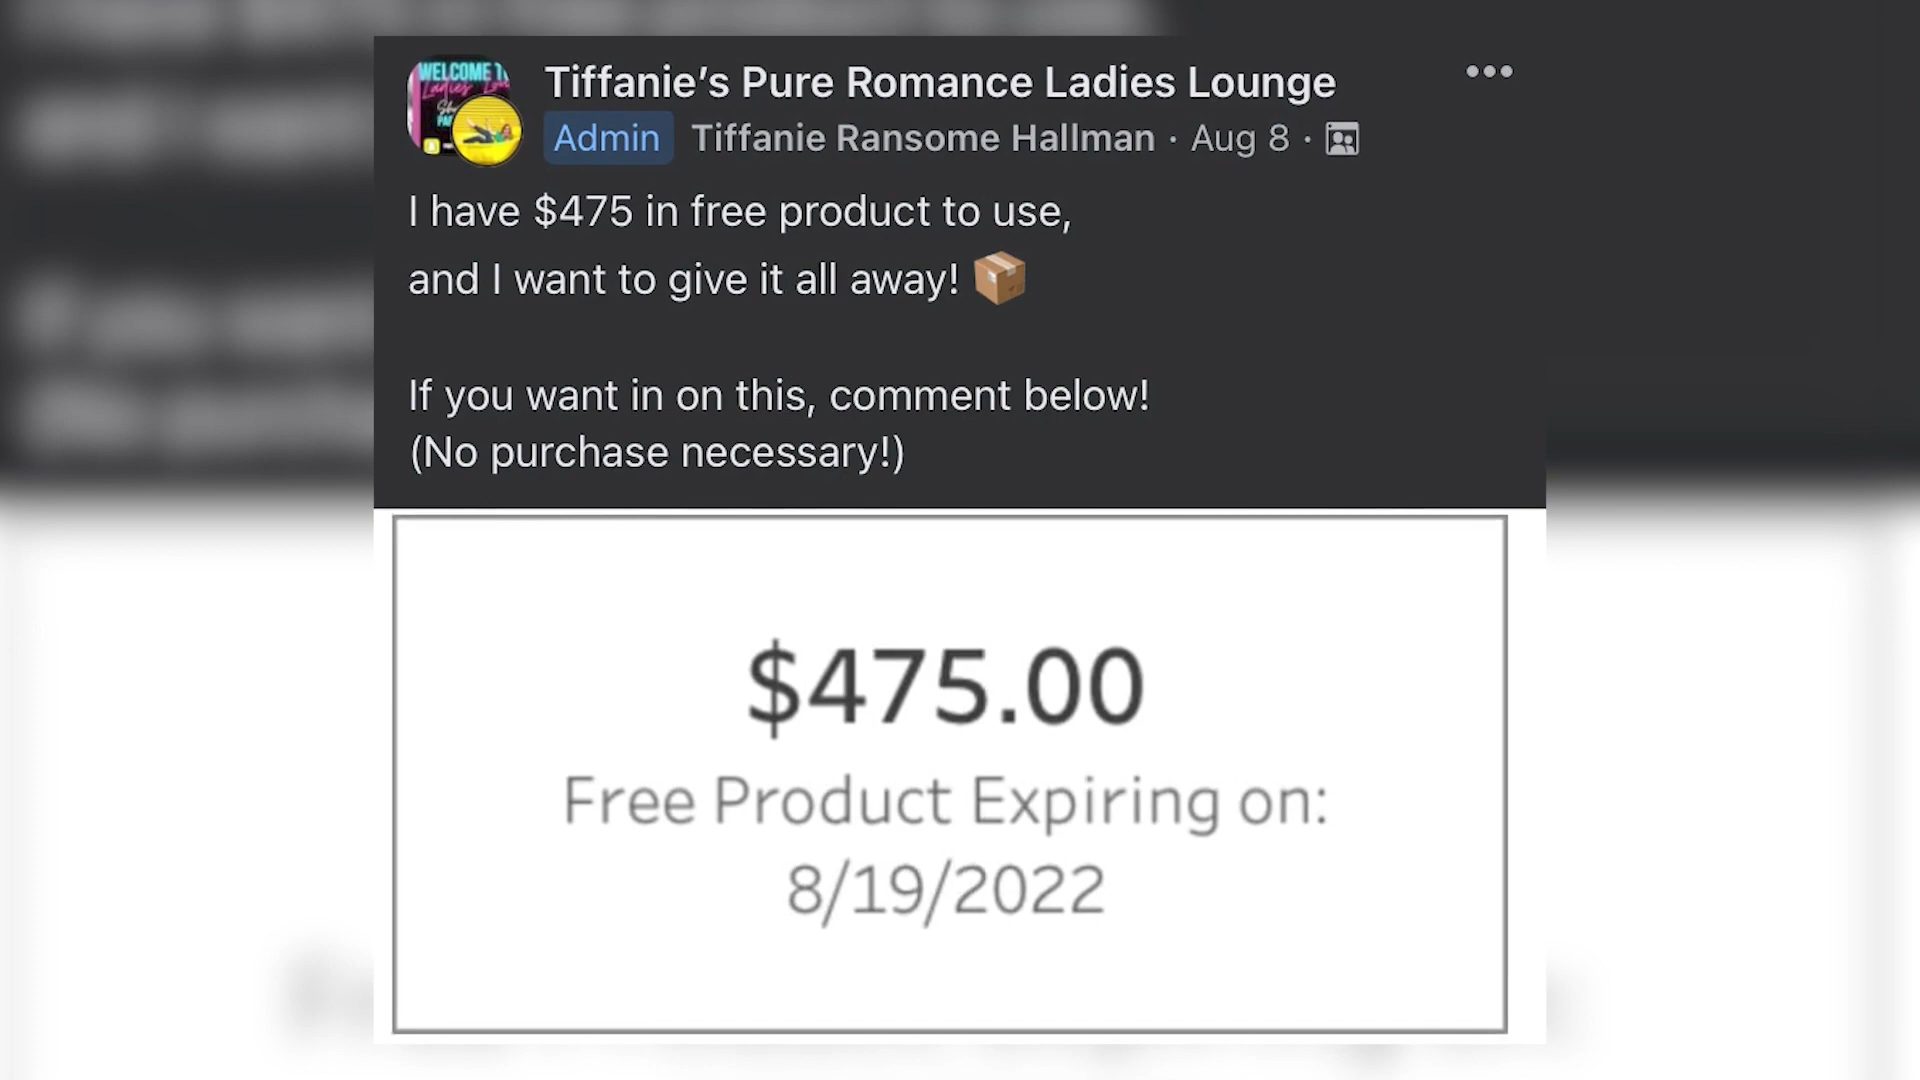 WELCOME T
Ladies
Tiffanie's Pure Romance Ladies Lounge
Admin Tiffanie Ransome Hallman · Aug 8 ·
I have $475 in free product to use,
and I want to give it all away! 📦
If you want in on this, comment below!
(No purchase necessary!)
$475.00
Free Product Expiring on:
8/19/2022